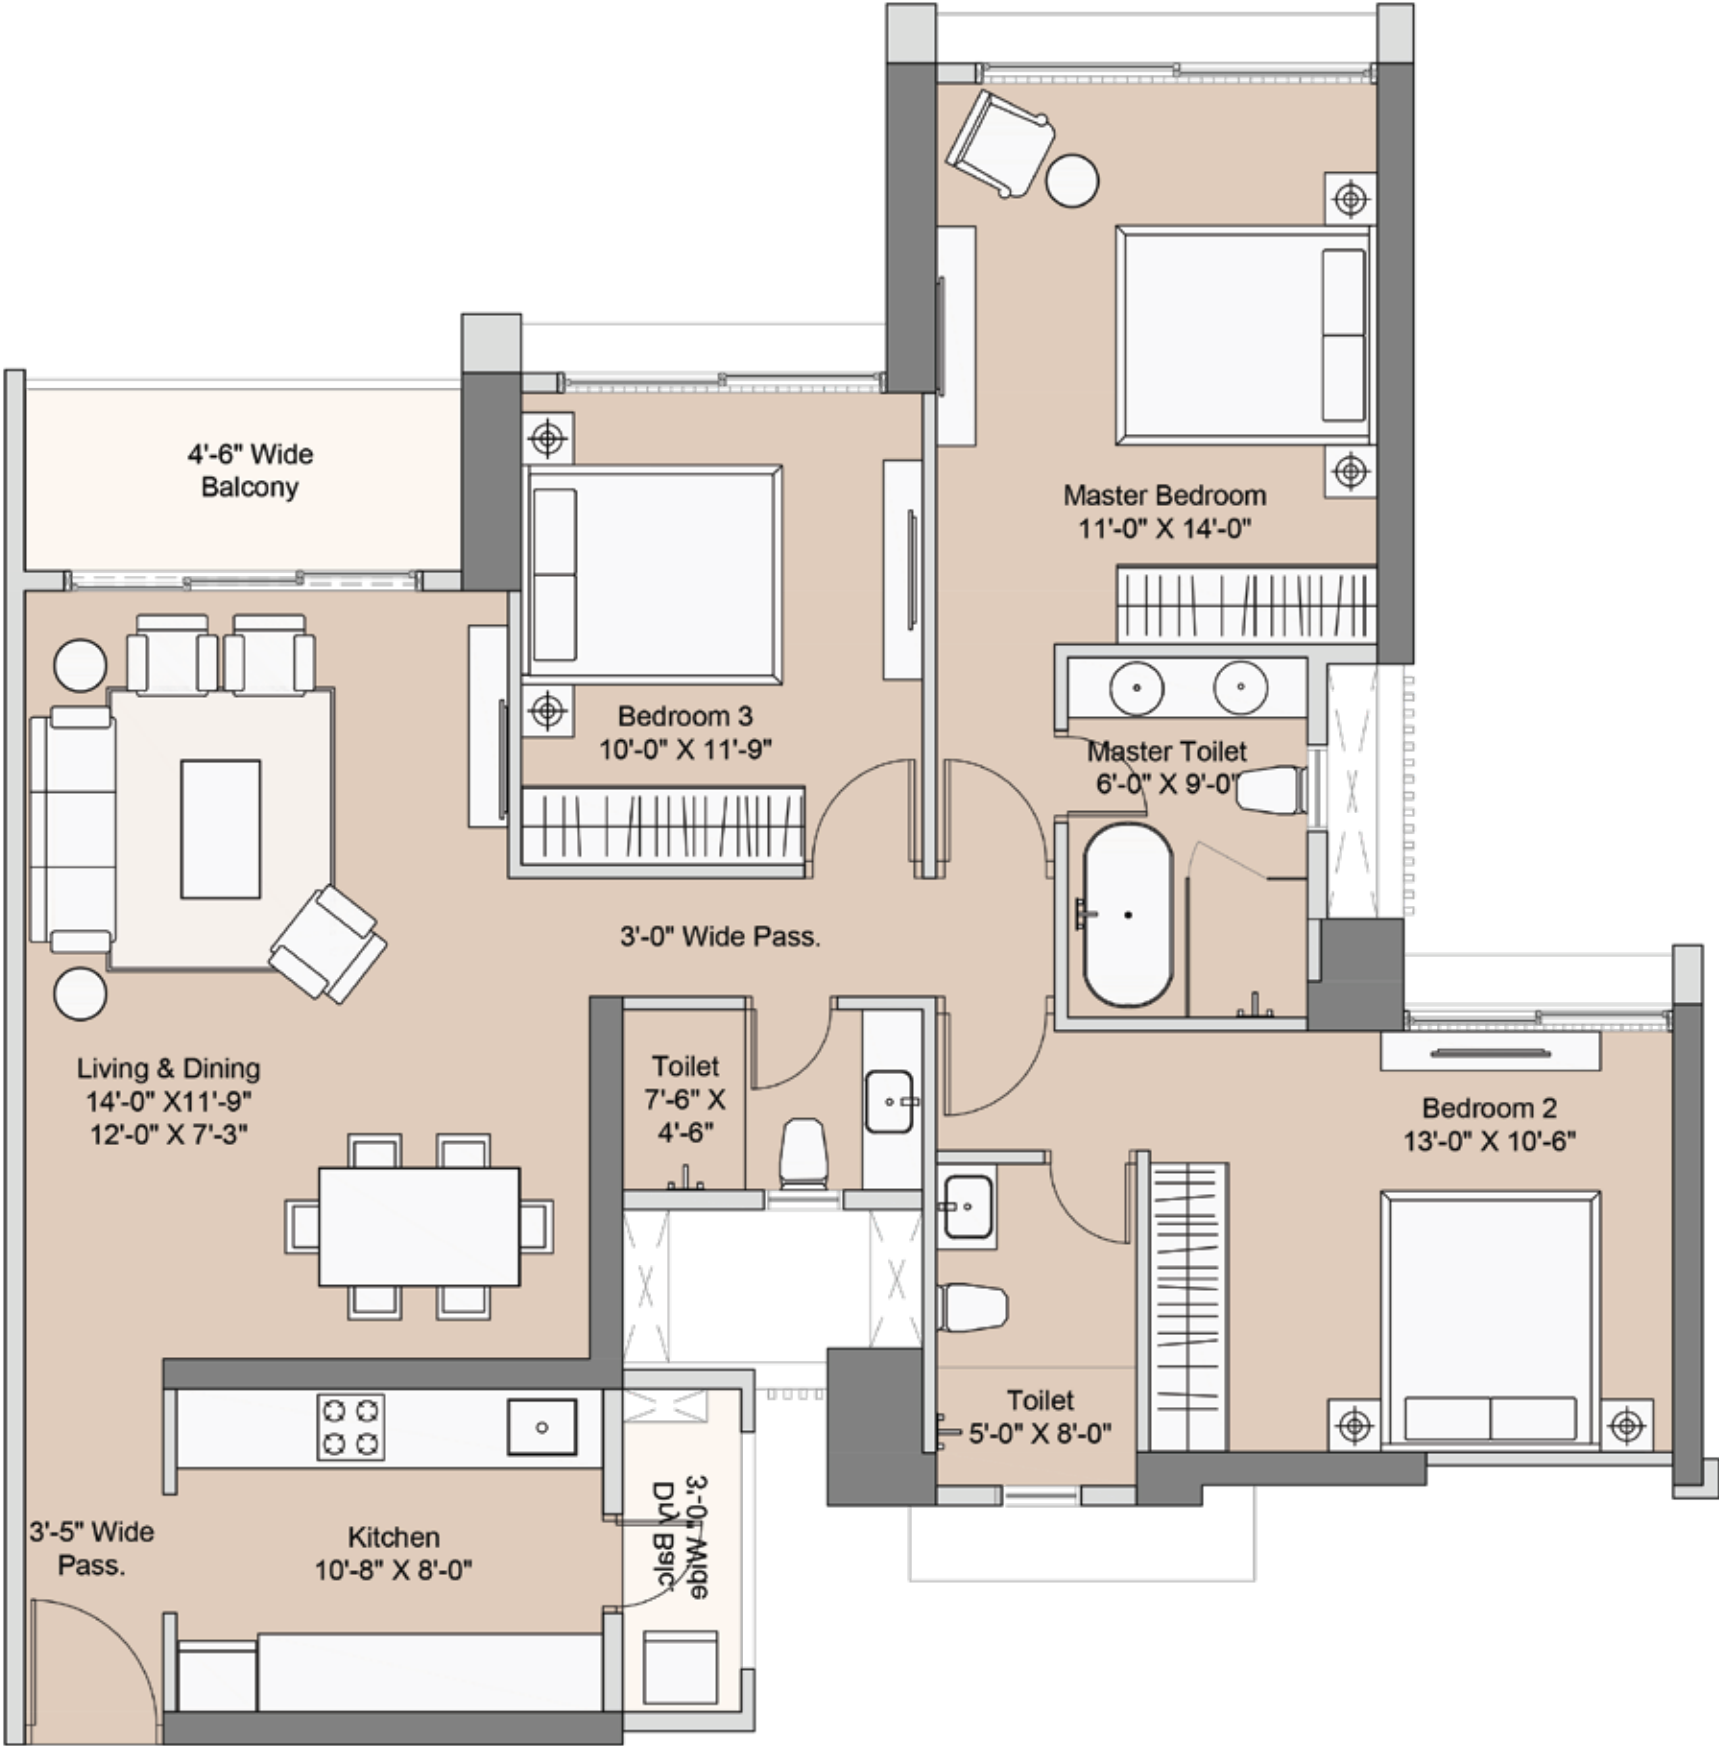 4'-6" Wide
Balcony
Master Bedroom
11'-0" X 14'-0"
Bedroom 3
10'-0" X 11'-9"
Master Toilet
6'-0" X 9'-0"
3'-0" Wide Pass.
Living & Dining
14'-0" X11'-9"
12'-0" X 7'-3"
Toilet
7'-6" X
4'-6"
Bedroom 2
13'-0" X 10'-6"
Toilet
5'-0" X 8'-0"
3'-5" Wide
Pass.
Kitchen
10'-8" X 8'-0"
3'-0" Wide